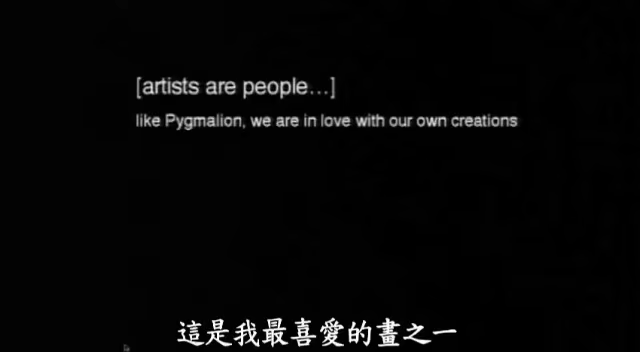 [artists are people...]
like Pygmalion, we are in love with our own creations
這是我最喜愛的畫之一